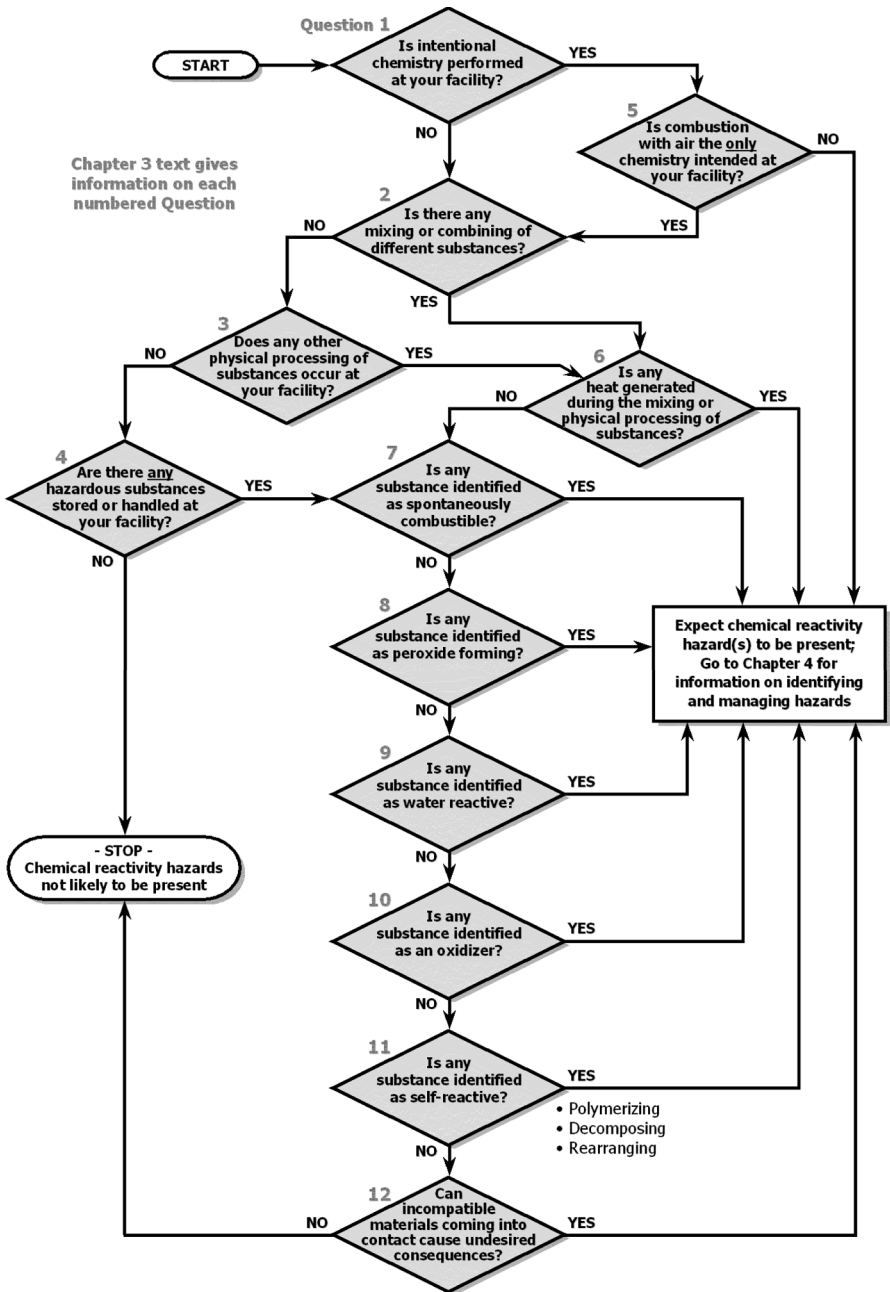 Question 1
Is intentional
chemistry performed
at your facility?
YES
START
NO
5
Is combustion
with air the only
chemistry intended at
your facility?
NO
YES
Chapter 3 text gives
information on each
numbered Question
2
Is there any
mixing or combining of
different substances?
NO
YES
3
Does any other
physical processing of
substances occur at
your facility?
NO
YES
6
Is any
heat generated
during the mixing or
physical processing of
substances?
NO
YES
4
Are there any
hazardous substances
stored or handled at
your facility?
YES
NO
7
Is any
substance identified
as spontaneously
combustible?
YES
NO
8
Is any
substance identified
as peroxide forming?
YES
NO
Expect chemical reactivity
hazard(s) to be present;
Go to Chapter 4 for
information on identifying
and managing hazards
9
Is any
substance identified
as water reactive?
YES
NO
- STOP -
Chemical reactivity hazards
not likely to be present
10
Is any
substance identified
as an oxidizer?
YES
NO
11
Is any
substance identified
as self-reactive?
YES
• Polymerizing
• Decomposing
• Rearranging
NO
12
Can
incompatible
materials coming into
contact cause undesired
consequences?
NO
YES